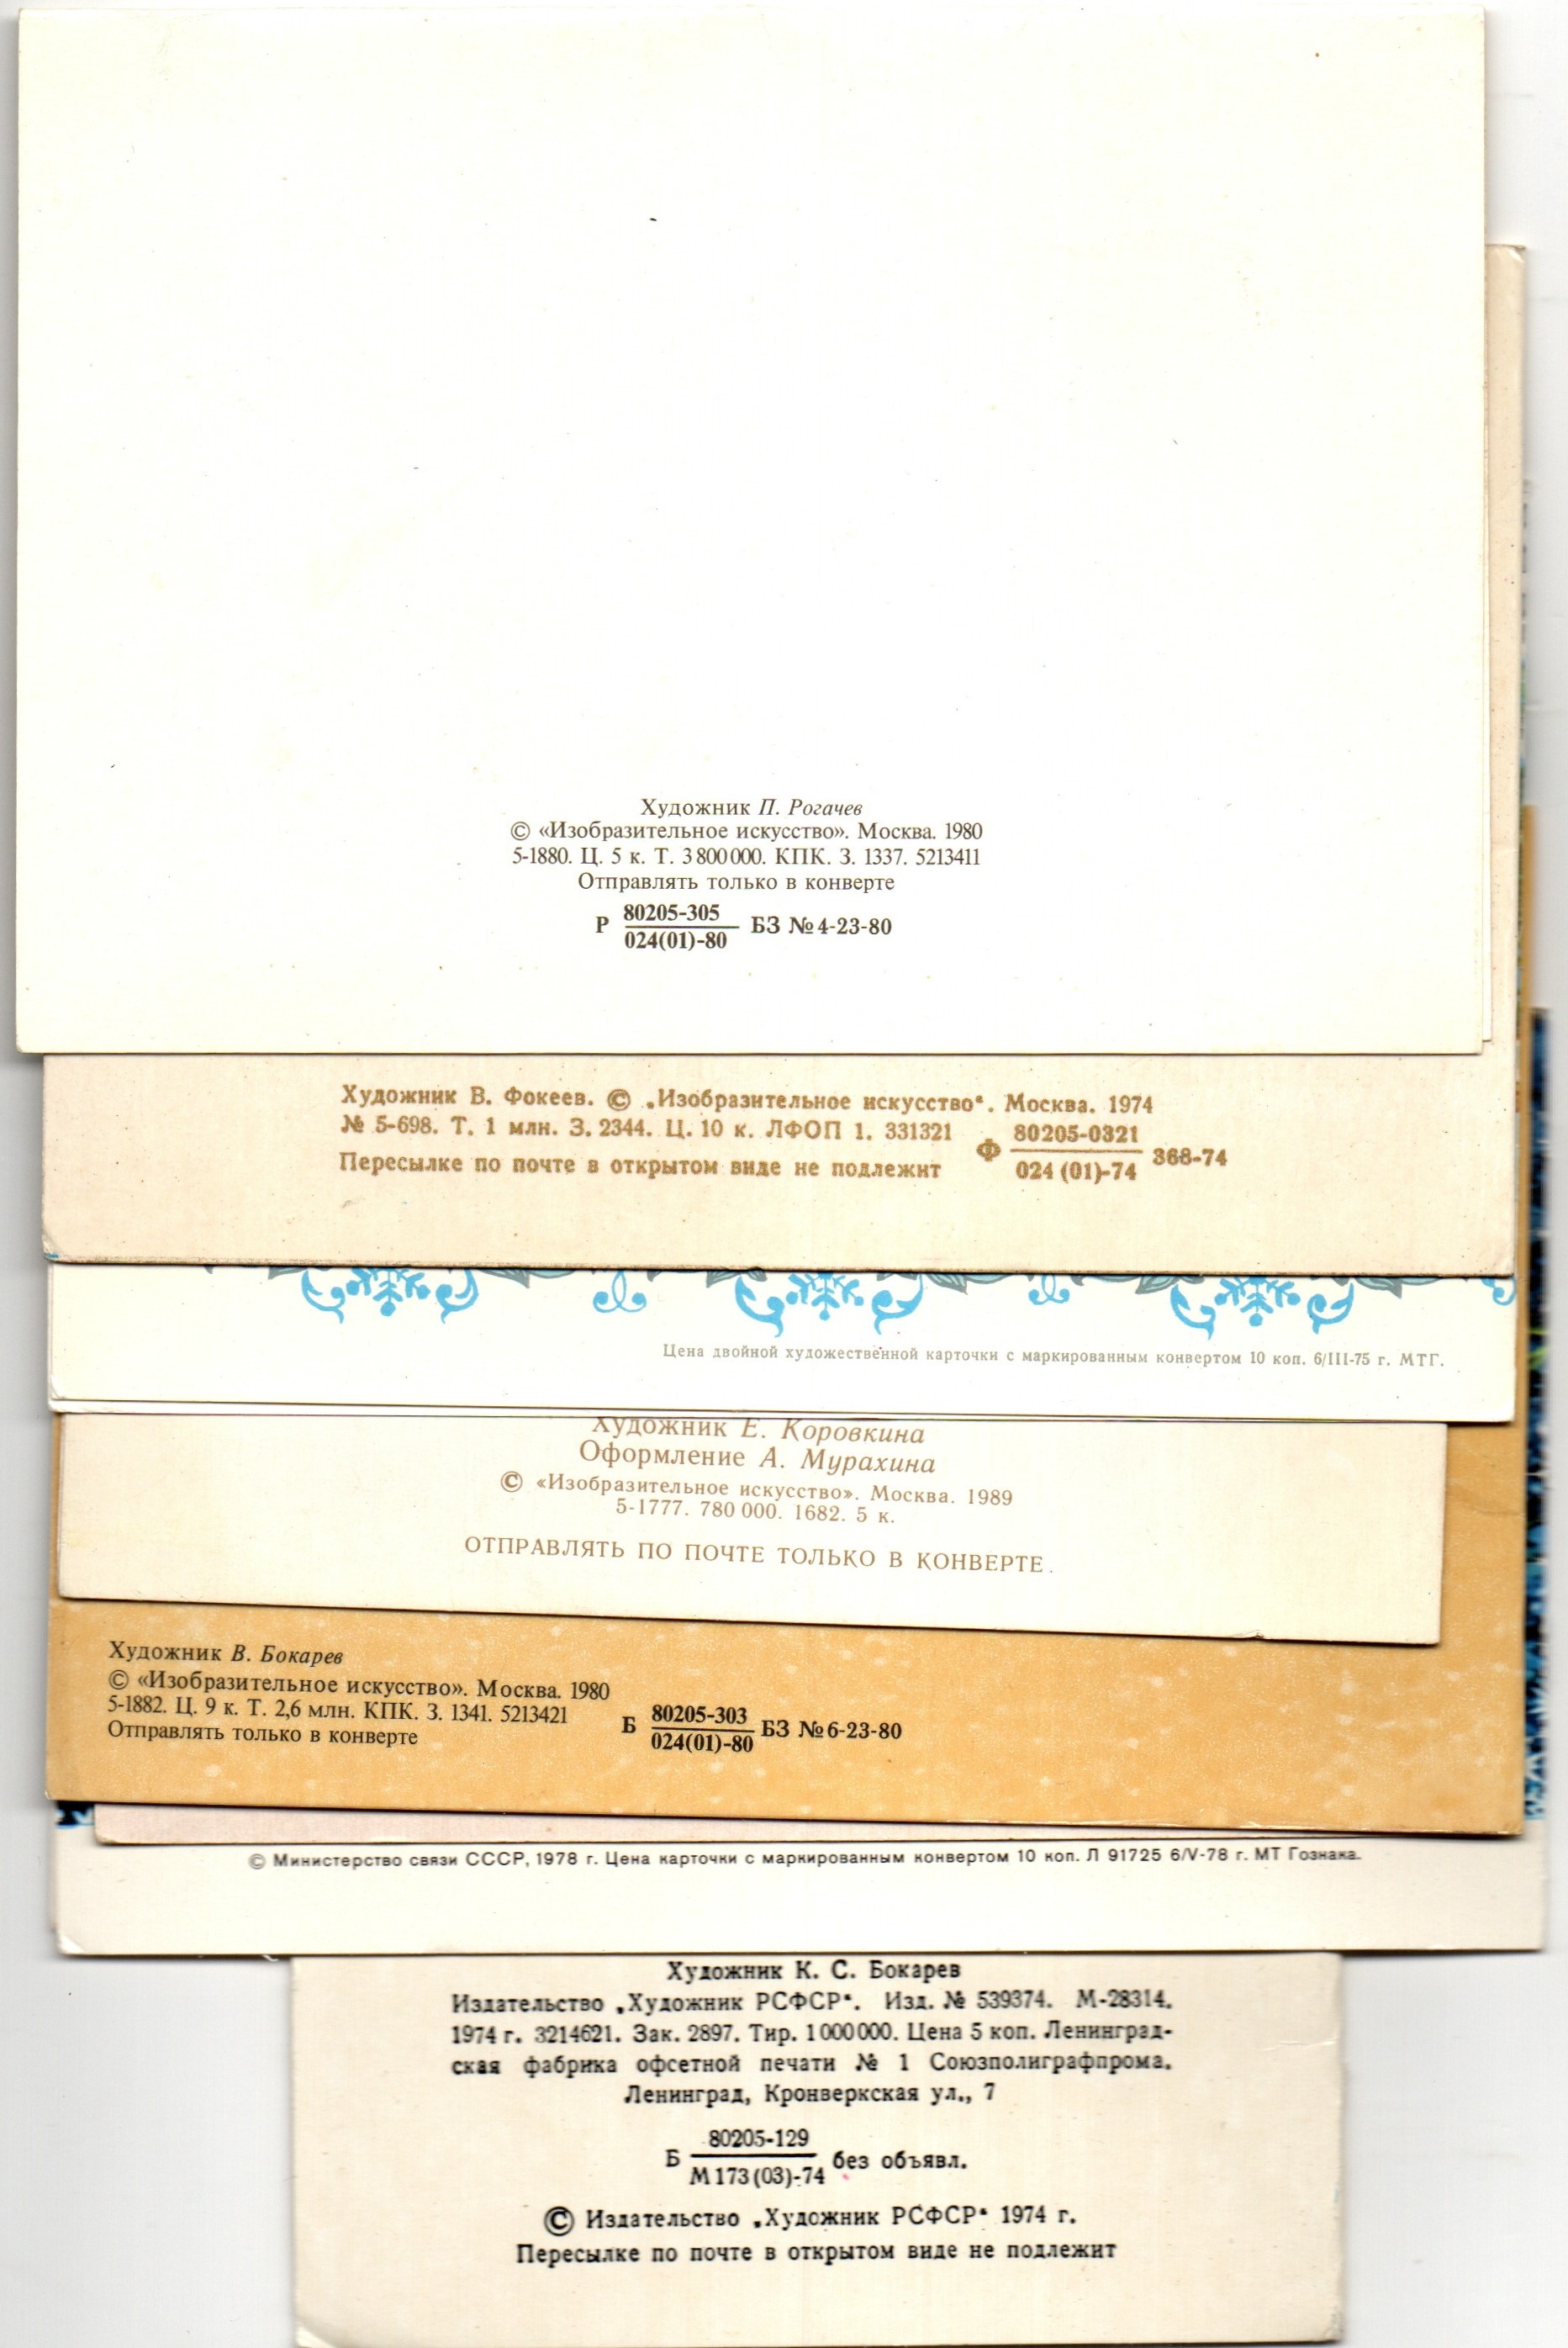 Художник П. Рогачев
© «Изобразительное искусство». Москва. 1980
5-1880. Ц. 5 к. Т. 3 800 000. КПК. З. 1337. 5213411
Отправлять только в конверте
Р 80205-305 БЗ № 4-23-80
024(01)-80
Художник В. Фокеев. © „Изобразительное искусство“. Москва. 1974
№ 5-698. Т. 1 млн. З. 2344. Ц. 10 к. ЛФОП 1. 331321
Пересылке по почте в открытом виде не подлежит
Ф 80205-0321 368-74
024 (01)-74
Цена двойной художественной карточки с маркированным конвертом 10 коп. 6/III-75 г. МТГ.
Художник Е. Коровкина
Оформление А. Мурахина
© «Изобразительное искусство». Москва. 1989
5-1777. 780 000. 1682. 5 к.
ОТПРАВЛЯТЬ ПО ПОЧТЕ ТОЛЬКО В КОНВЕРТЕ.
Художник В. Бокарев
© «Изобразительное искусство». Москва. 1980
5-1882. Ц. 9 к. Т. 2,6 млн. КПК. З. 1341. 5213421
Отправлять только в конверте
Б 80205-303 БЗ № 6-23-80
024(01)-80
© Министерство связи СССР, 1978 г. Цена карточки с маркированным конвертом 10 коп. Л 91725 6/V-78 г. МТ Гознака.
Художник К. С. Бокарев
Издательство „Художник РСФСР“. Изд. № 539374. М-28314.
1974 г. 3214621. Зак. 2897. Тир. 1 000 000. Цена 5 коп. Ленинград-
ская фабрика офсетной печати № 1 Союзполиграфпрома.
Ленинград, Кронверкская ул., 7
Б 80205-129 без объявл.
М 173 (03)-74
© Издательство „Художник РСФСР“ 1974 г.
Пересылке по почте в открытом виде не подлежит